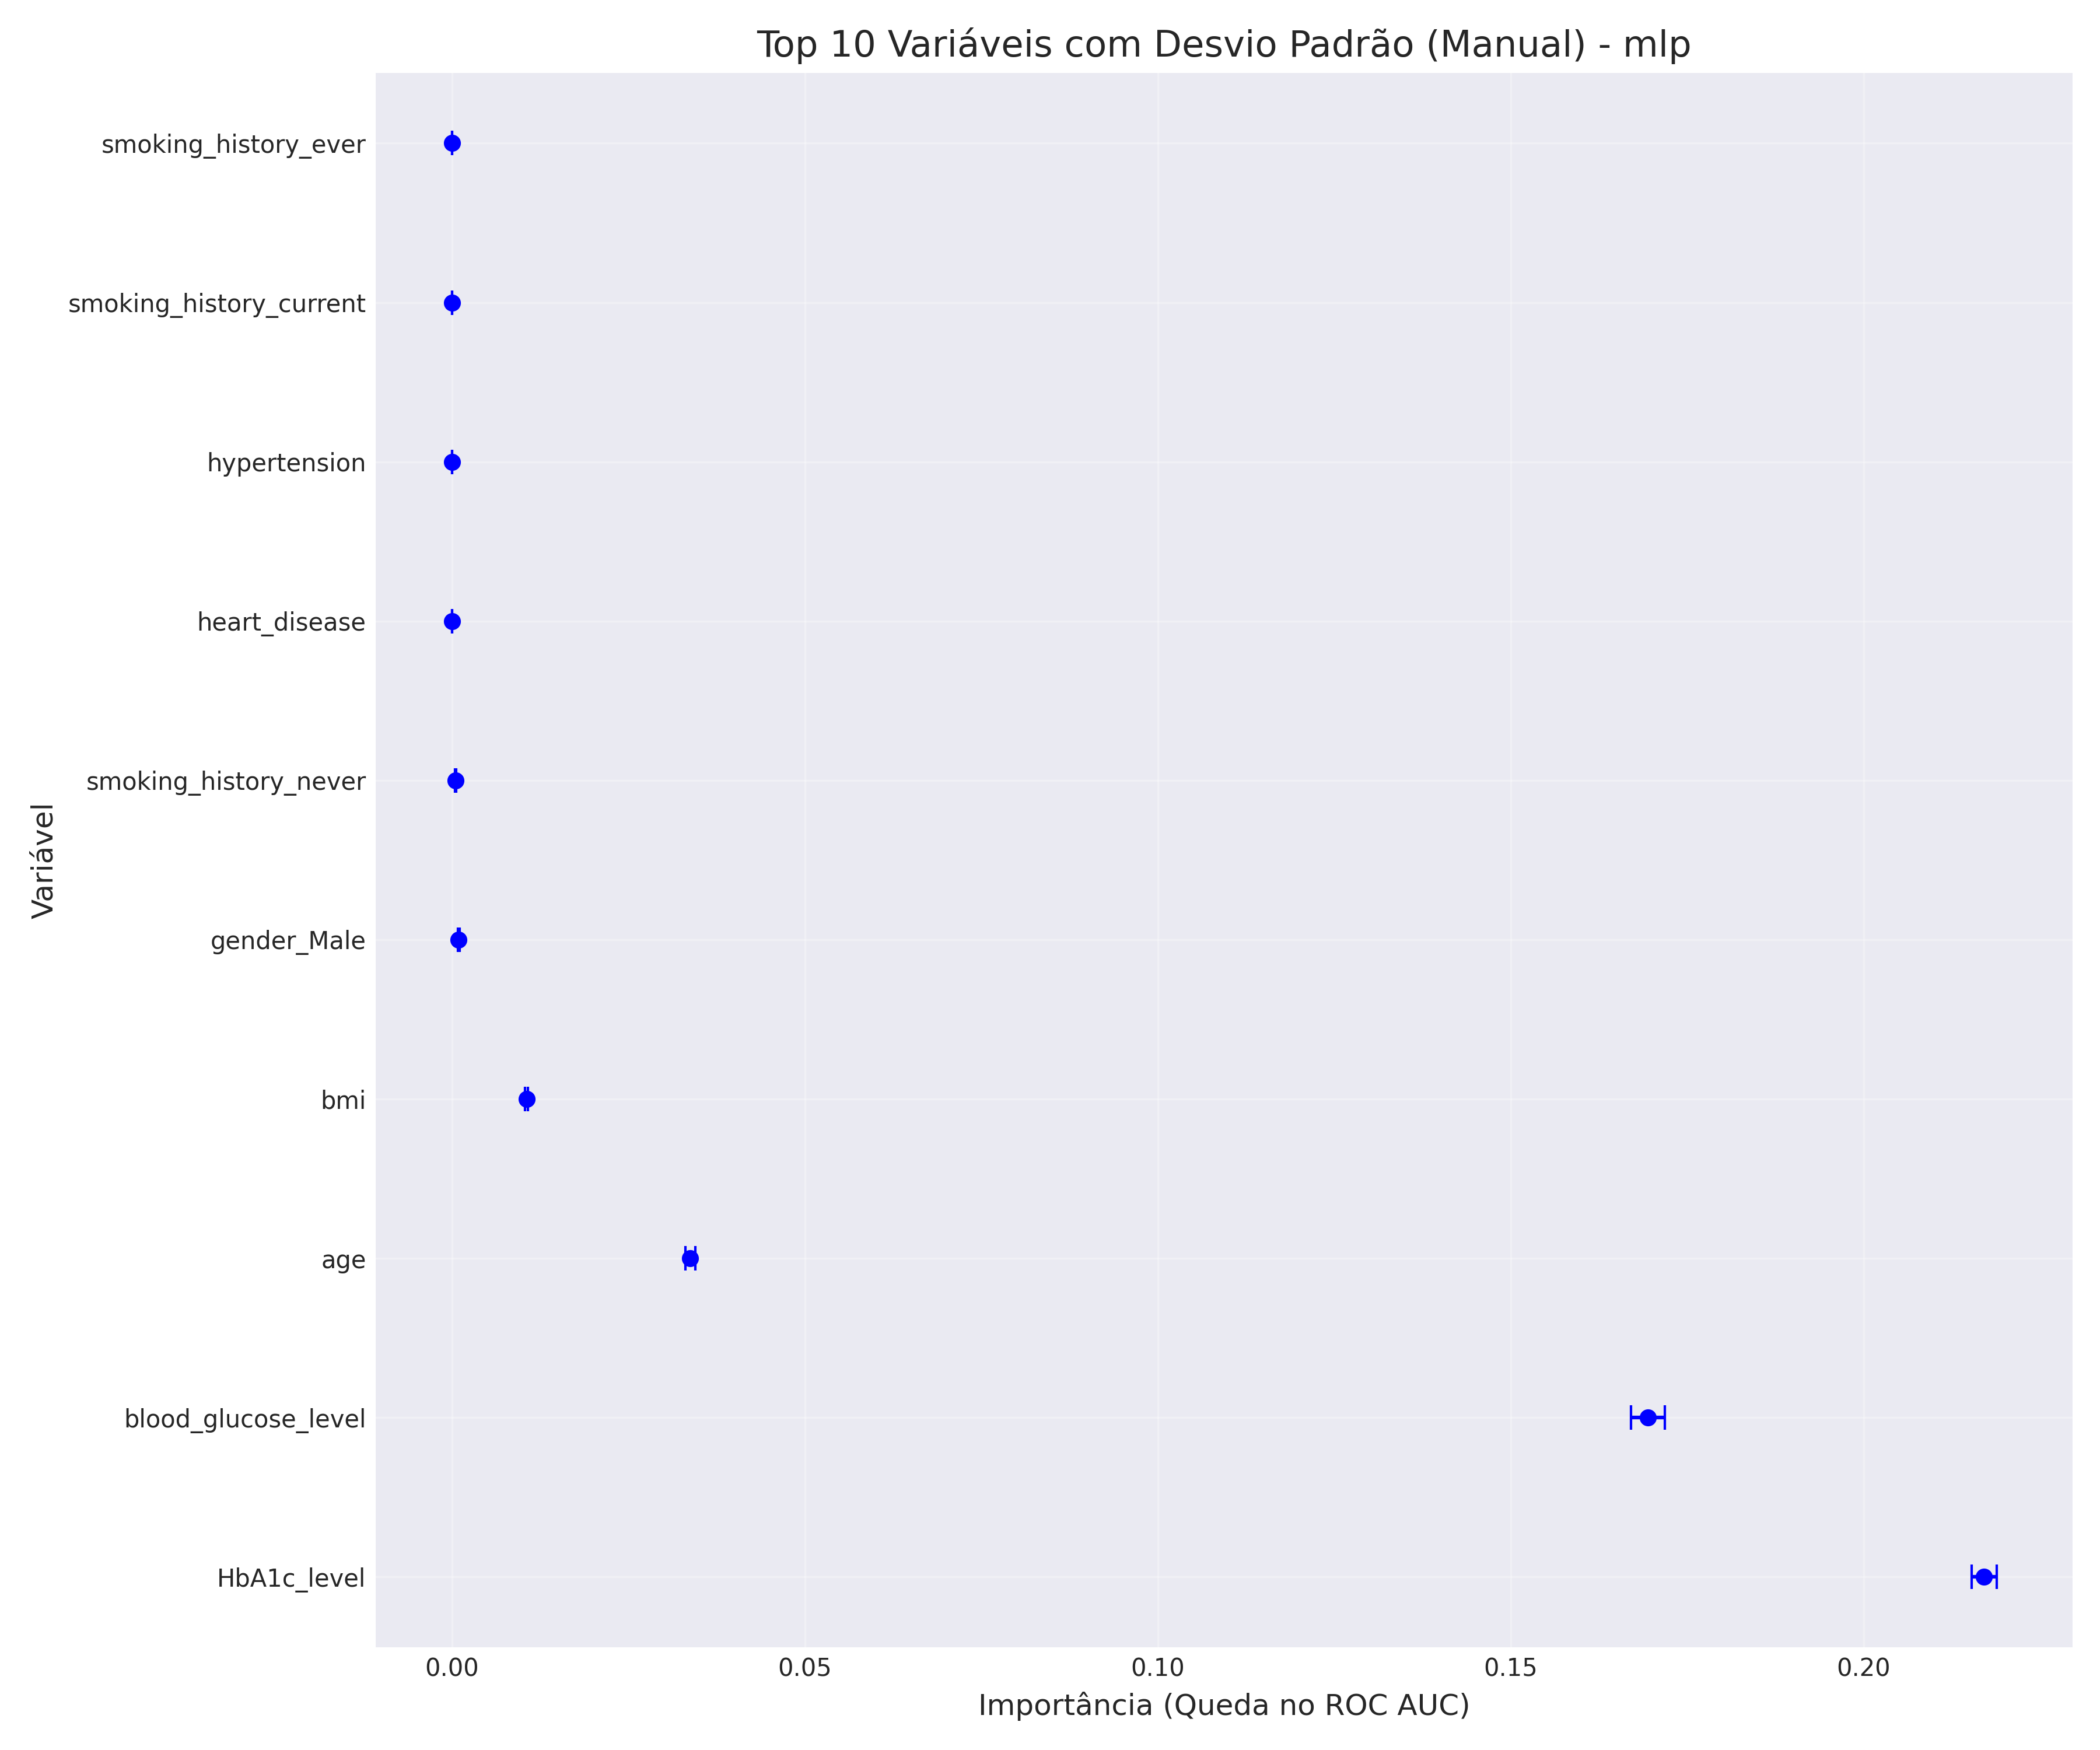 Top 10 Variáveis com Desvio Padrão (Manual) - mlp
Variável
smoking_history_ever
smoking_history_current
hypertension
heart_disease
smoking_history_never
gender_Male
bmi
age
blood_glucose_level
HbA1c_level
0.00 0.05 0.10 0.15 0.20
Importância (Queda no ROC AUC)